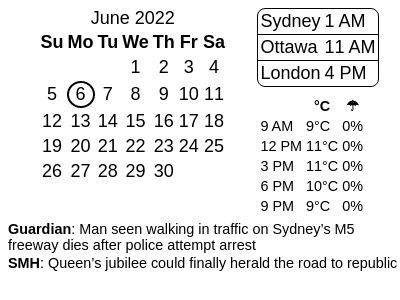 June 2022
Su Mo Tu We Th Fr Sa
1 2 3 4
5 6 7 8 9 10 11
12 13 14 15 16 17 18
19 20 21 22 23 24 25
26 27 28 29 30
Sydney 1 AM
Ottawa 11 AM
London 4 PM
°C ☂
9 AM 9°C 0%
12 PM 11°C 0%
3 PM 11°C 0%
6 PM 10°C 0%
9 PM 9°C 0%
Guardian: Man seen walking in traffic on Sydney’s M5
freeway dies after police attempt arrest
SMH: Queen’s jubilee could finally herald the road to republic